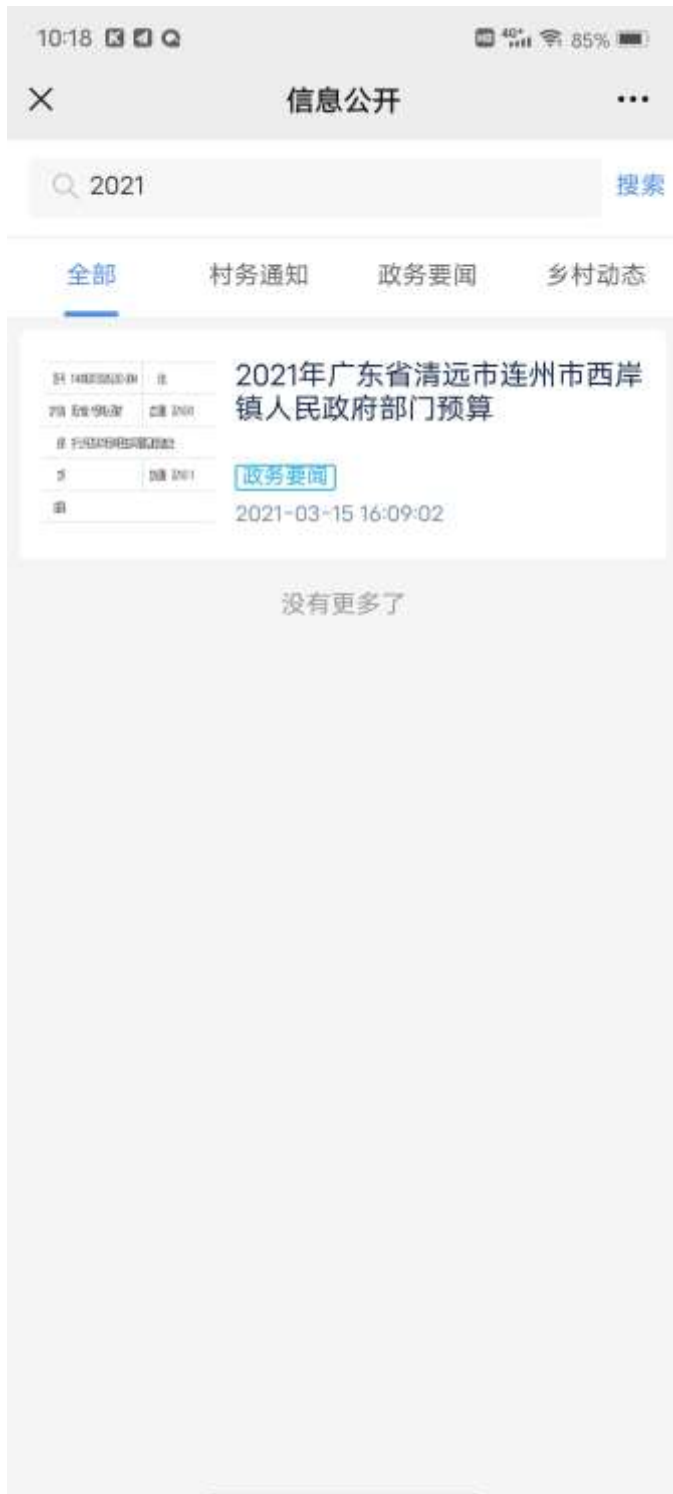 10:18
85%
信息公开
2021
搜索
全部 村务通知 政务要闻 乡村动态
2021年广东省清远市连州市西岸
镇人民政府部门预算
政务要闻
2021-03-15 16:09:02
没有更多了